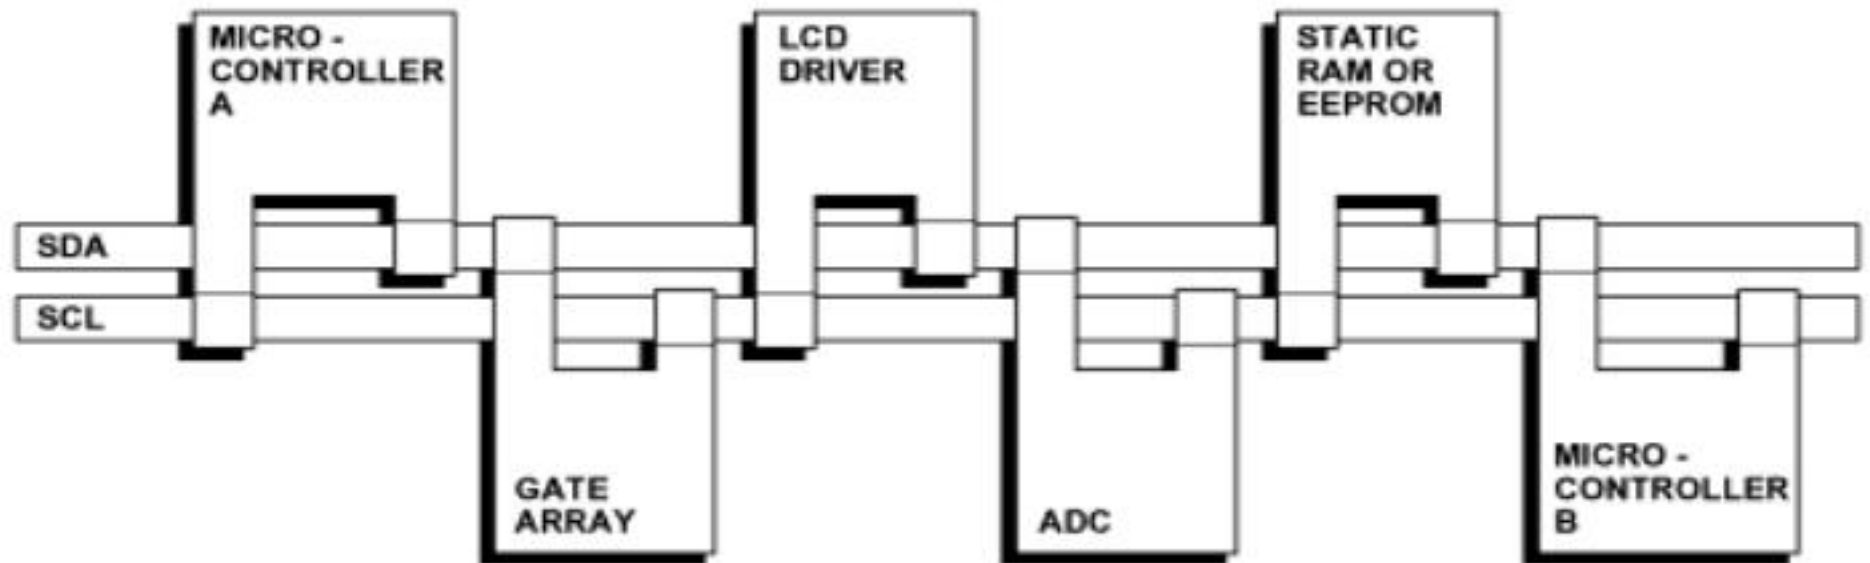 MICRO -
CONTROLLER
A
LCD
DRIVER
STATIC
RAM OR
EEPROM
SDA
SCL
GATE
ARRAY
ADC
MICRO -
CONTROLLER
B